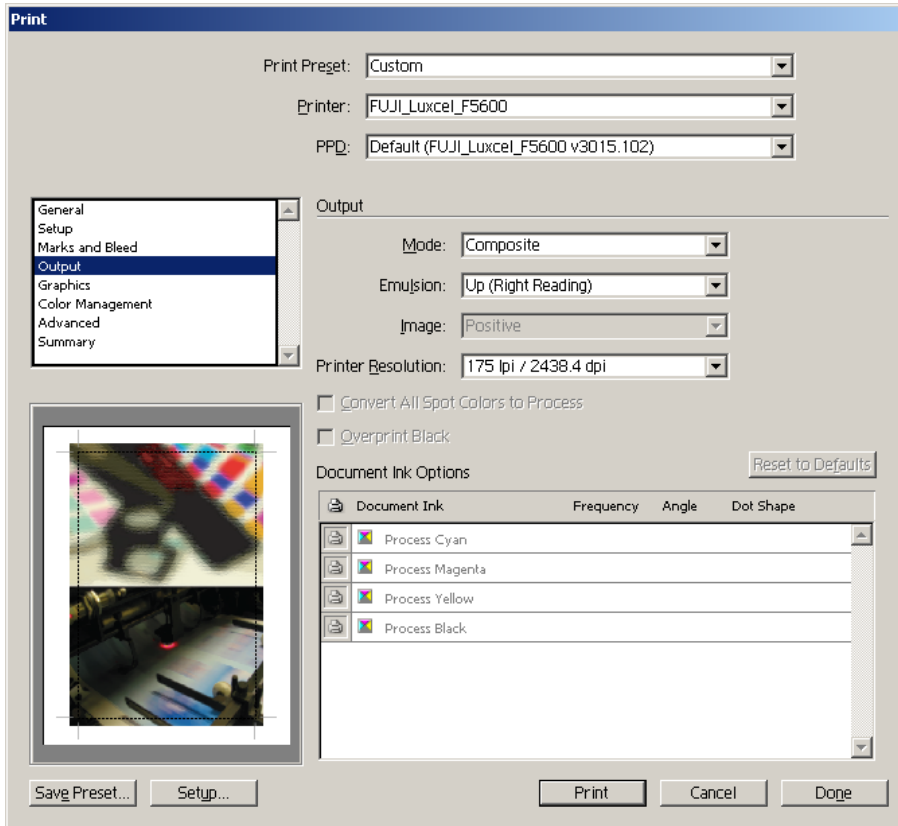 Print
Print Preset: Custom
Printer: FUJI_Luxcel_F5600
PPD: Default (FUJI_Luxcel_F5600 v3015.102)
General
Setup
Marks and Bleed
Output
Graphics
Color Management
Advanced
Summary
Output
Mode: Composite
Emulsion: Up (Right Reading)
Image: Positive
Printer Resolution: 175 lpi / 2438.4 dpi
Convert All Spot Colors to Process
Overprint Black
Document Ink Options
Reset to Defaults
Document Ink Frequency Angle Dot Shape
Process Cyan
Process Magenta
Process Yellow
Process Black
Save Preset... Setup... Print Cancel Done